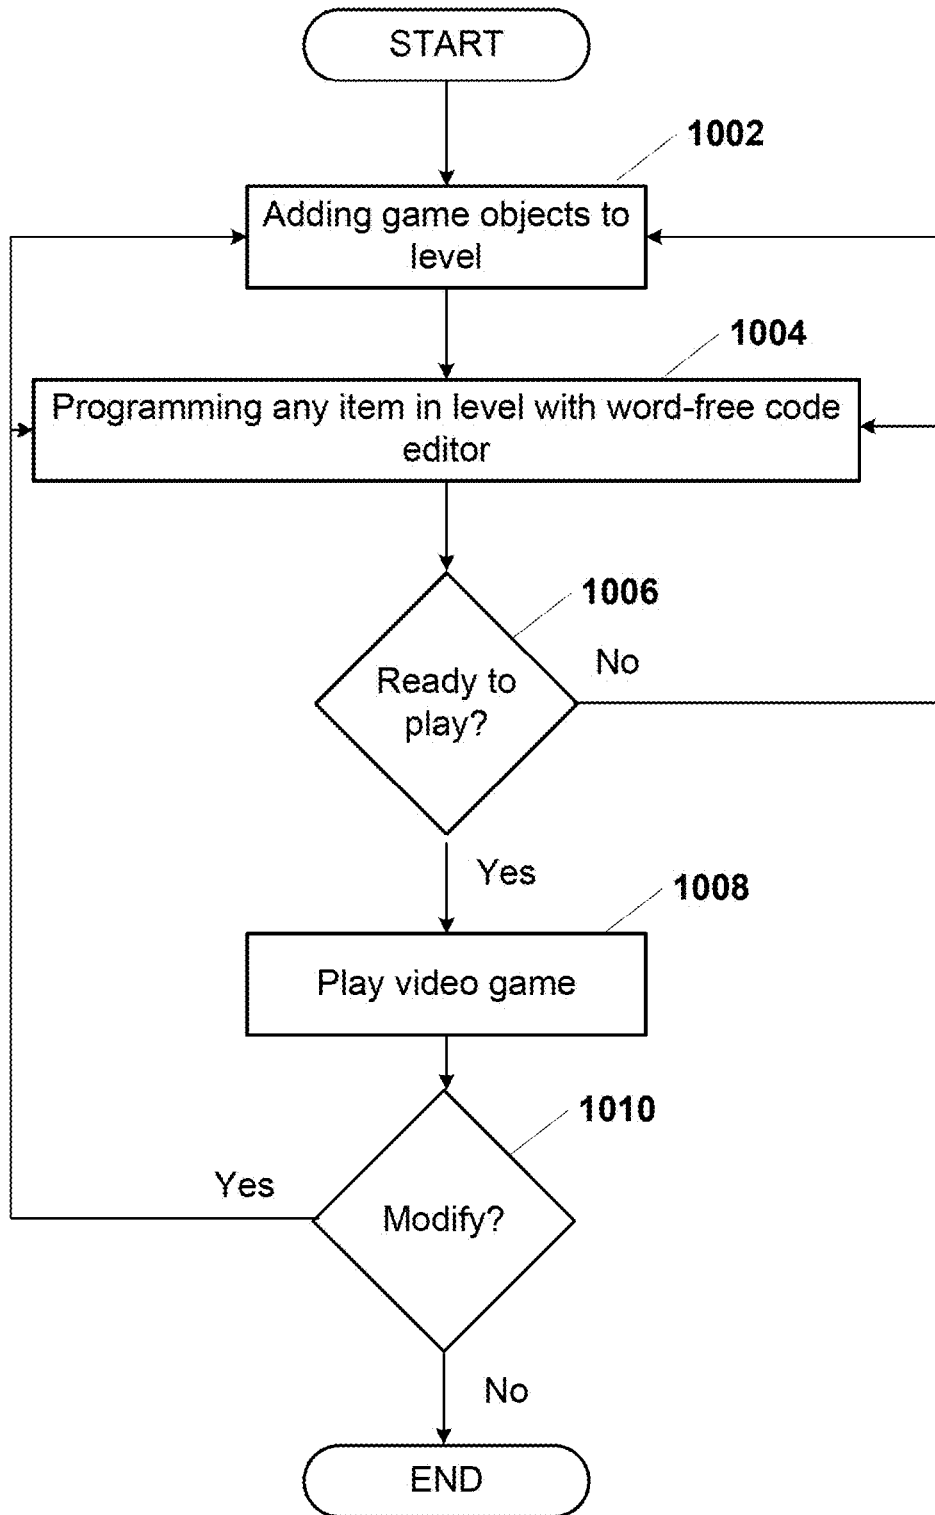 START
1002
Adding game objects to
level
1004
Programming any item in level with word-free code
editor
1006
Ready to
play?
No
Yes
1008
Play video game
1010
Yes
Modify?
No
END